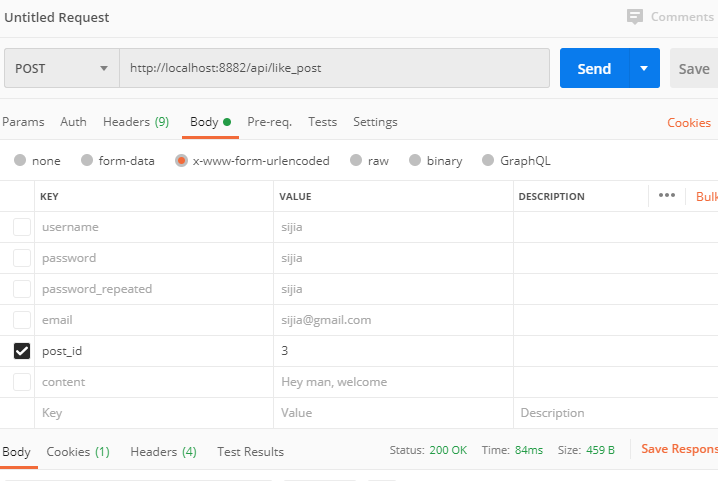 Untitled Request
Comments
POST http://localhost:8882/api/like_post Send Save
Params Auth Headers (9) Body Pre-req. Tests Settings Cookies
none form-data x-www-form-urlencoded raw binary GraphQL
KEY VALUE DESCRIPTION ••• Bulk
username sijia
password sijia
password_repeated sijia
email sijia@gmail.com
post_id 3
content Hey man, welcome
Key Value Description
Body Cookies (1) Headers (4) Test Results Status: 200 OK Time: 84ms Size: 459 B Save Respons